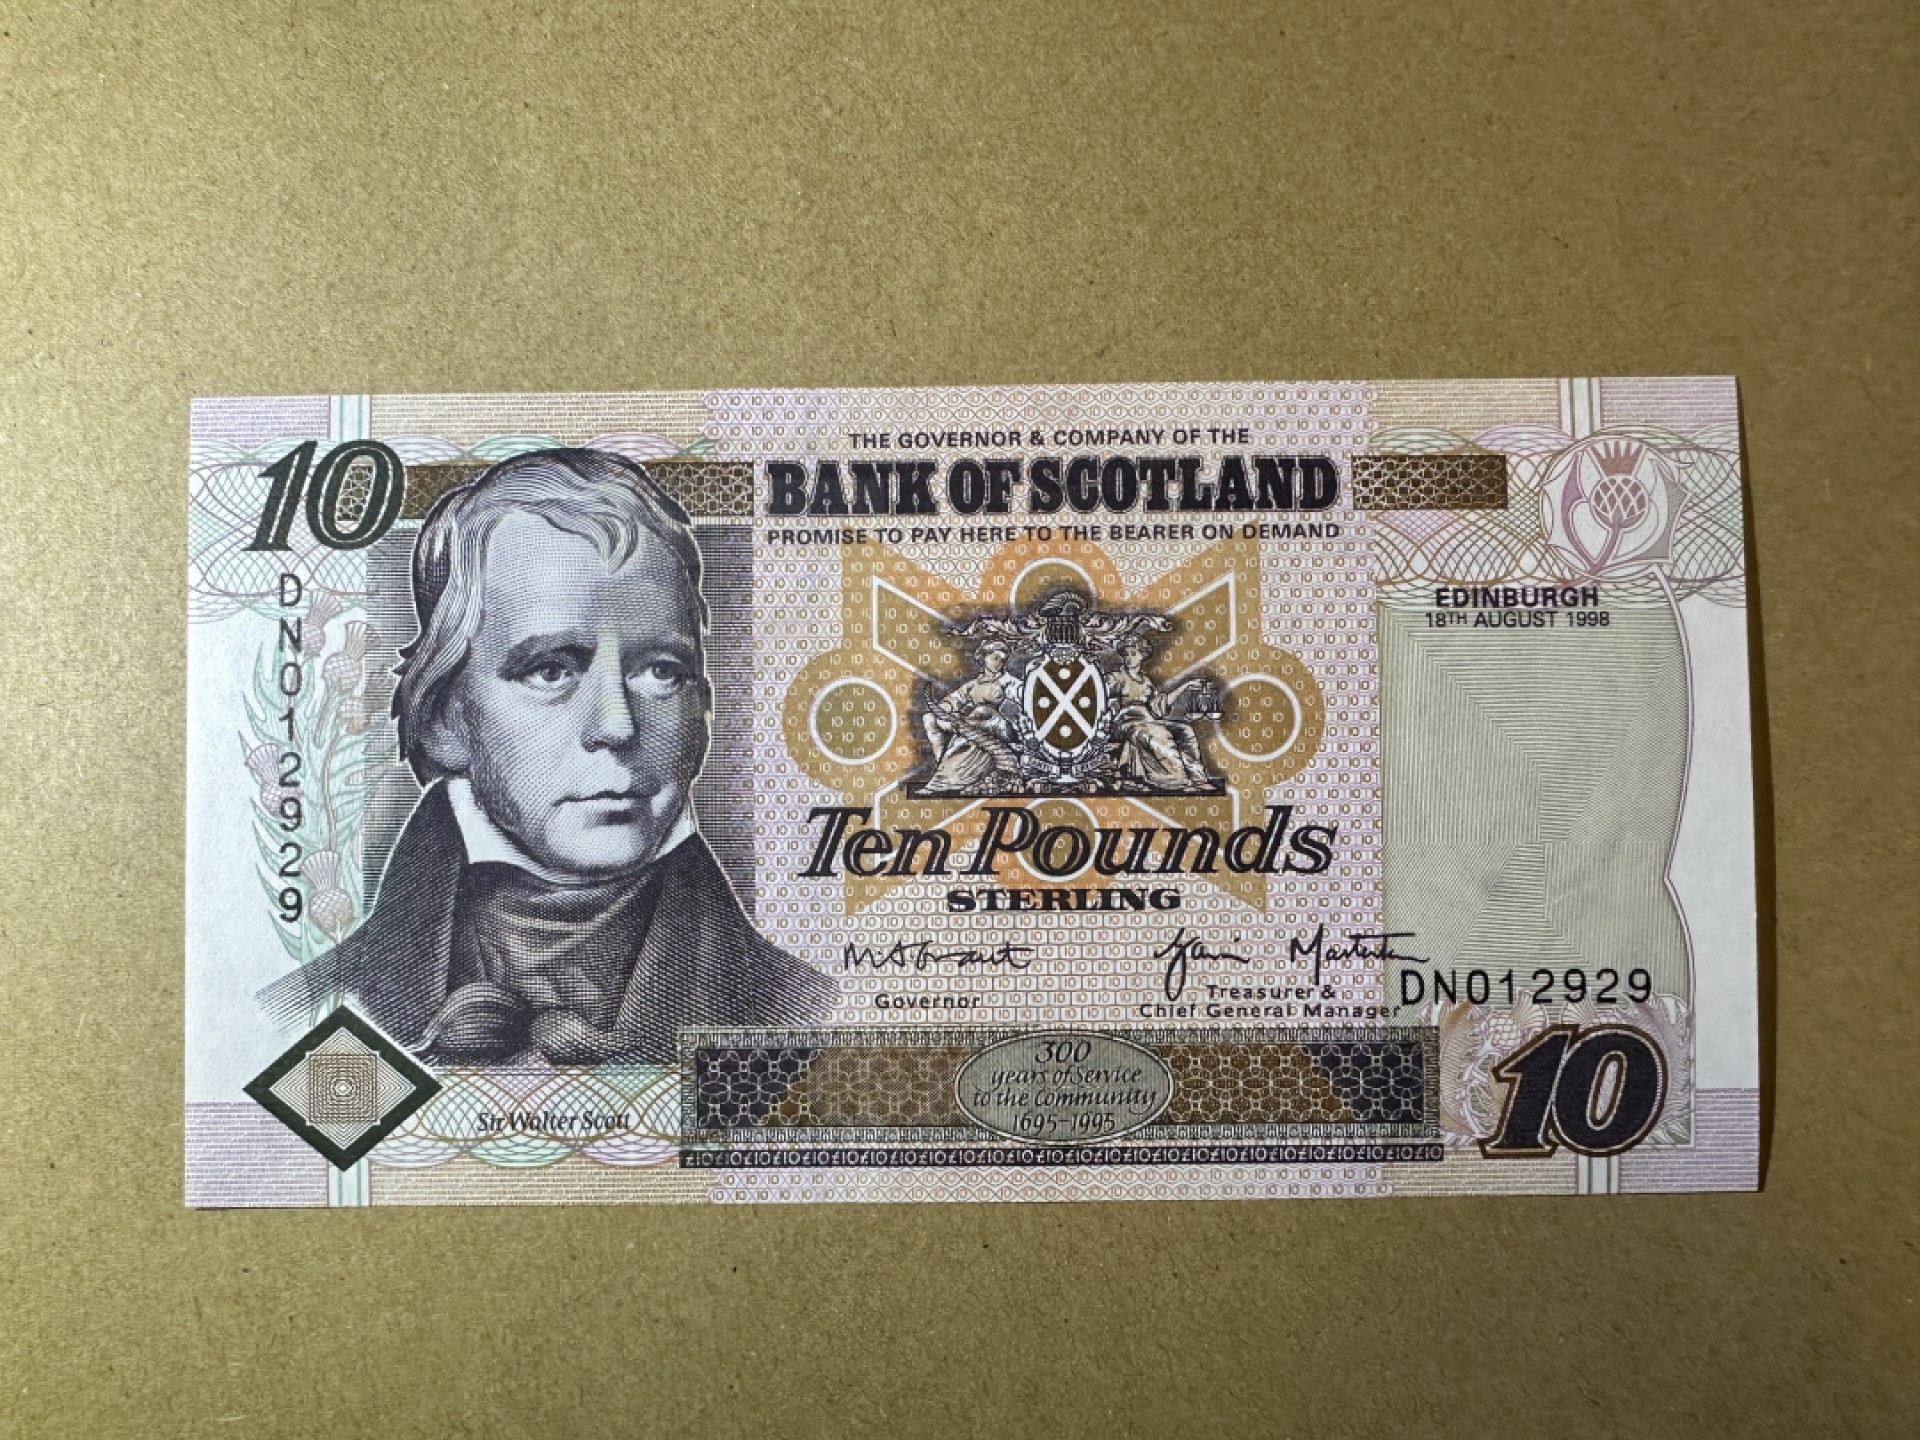 10
THE GOVERNOR & COMPANY OF THE
BANK OF SCOTLAND
PROMISE TO PAY HERE TO THE BEARER ON DEMAND
EDINBURGH
18TH AUGUST 1998
DN012929
Ten Pounds
STERLING
Governor
Treasurer &
Chief General Manager
DN012929
300
years of Service
to the Community
1695-1995
Sir Walter Scott
10